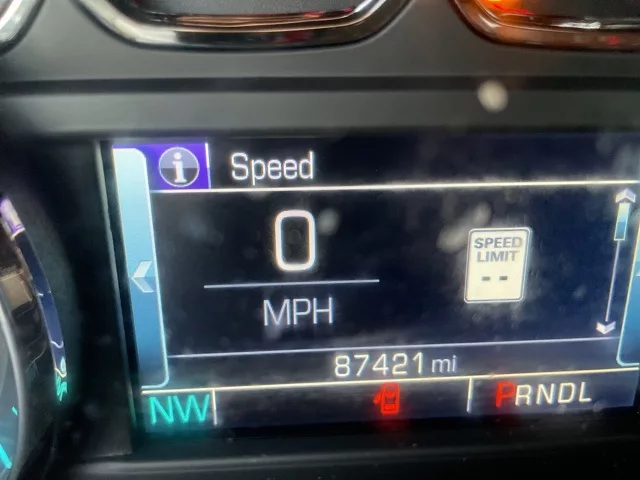 i Speed
0
MPH
SPEED
LIMIT
--
87421 mi
NW PRNDL